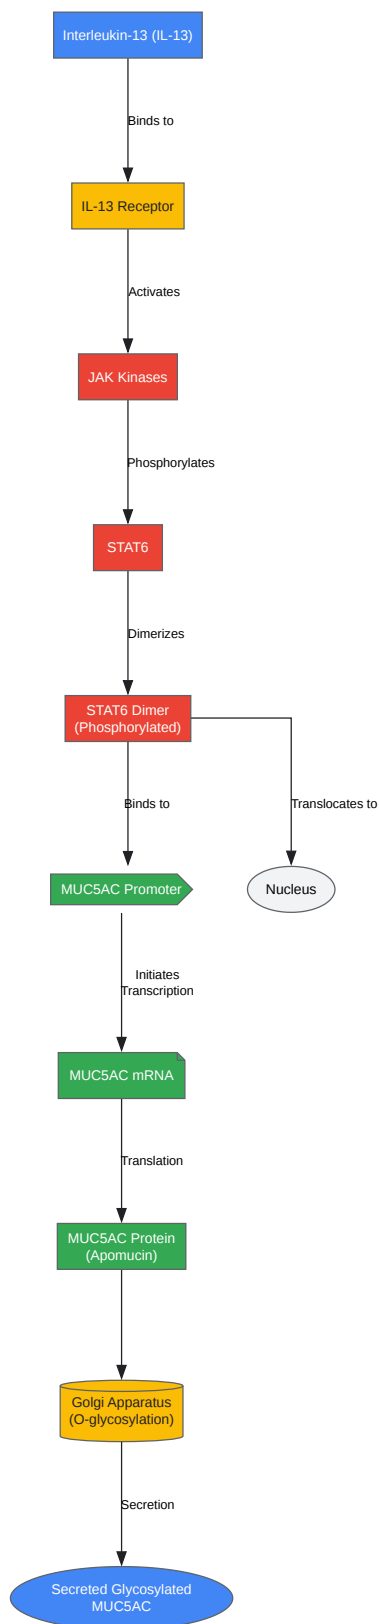 Interleukin-13 (IL-13)
Binds to
IL-13 Receptor
Activates
JAK Kinases
Phosphorylates
STAT6
Dimerizes
STAT6 Dimer
(Phosphorylated)
Binds to
Translocates to
MUC5AC Promoter
Nucleus
Initiates
Transcription
MUC5AC mRNA
Translation
MUC5AC Protein
(Apomucin)
Golgi Apparatus
(O-glycosylation)
Secretion
Secreted Glycosylated
MUC5AC